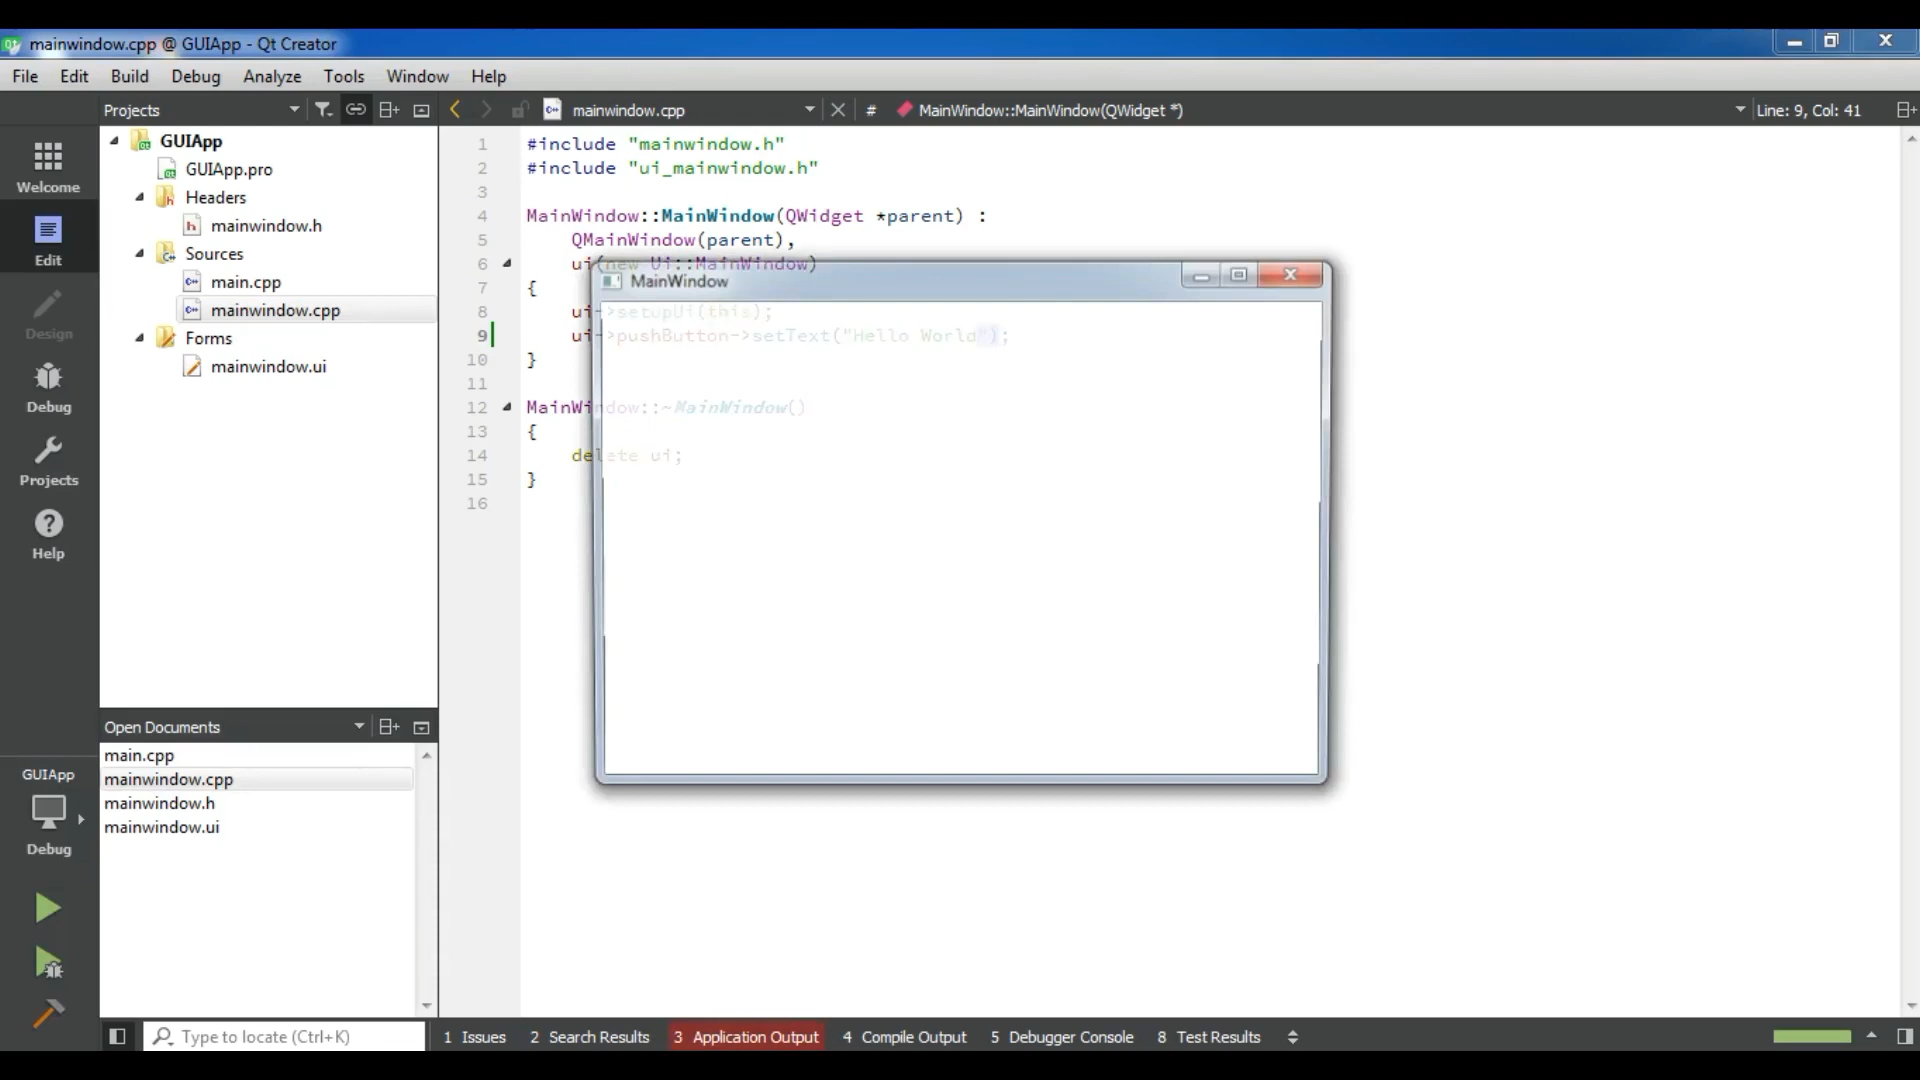 mainwindow.cpp @ GUIApp - Qt Creator
File Edit Build Debug Analyze Tools Window Help
Projects
mainwindow.cpp # MainWindow::MainWindow(QWidget *) Line: 9, Col: 41
Welcome
Edit
Design
Debug
Projects
Help
GUIApp
GUIApp.pro
Headers
mainwindow.h
Sources
main.cpp
mainwindow.cpp
Forms
mainwindow.ui
1 #include "mainwindow.h"
2 #include "ui_mainwindow.h"
3
4 MainWindow::MainWindow(QWidget *parent) :
5 QMainWindow(parent),
6 ui(new Ui::MainWindow)
7 {
8 ui->setupUi(this);
9 ui->pushButton->setText("Hello World");
10 }
11
12 MainWindow::~MainWindow()
13 {
14 delete ui;
15 }
16
MainWindow
Open Documents
main.cpp
mainwindow.cpp
mainwindow.h
mainwindow.ui
GUIApp
Debug
Type to locate (Ctrl+K) 1 Issues 2 Search Results 3 Application Output 4 Compile Output 5 Debugger Console 8 Test Results